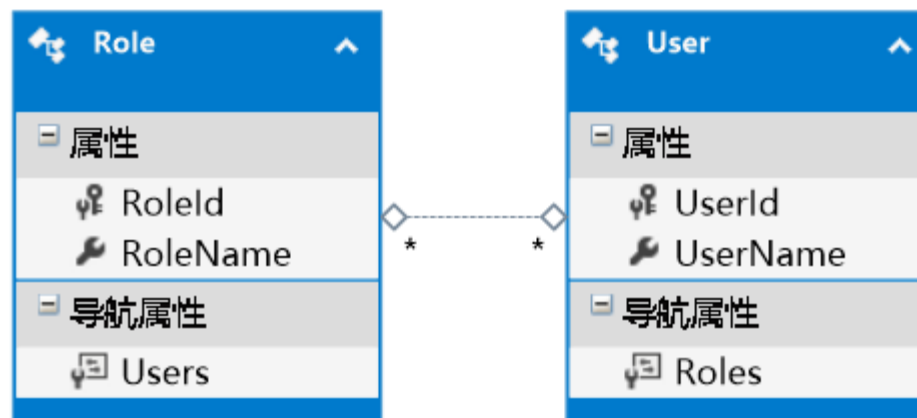 Role
属性
RoleId
RoleName
导航属性
Users
* *
User
属性
UserId
UserName
导航属性
Roles